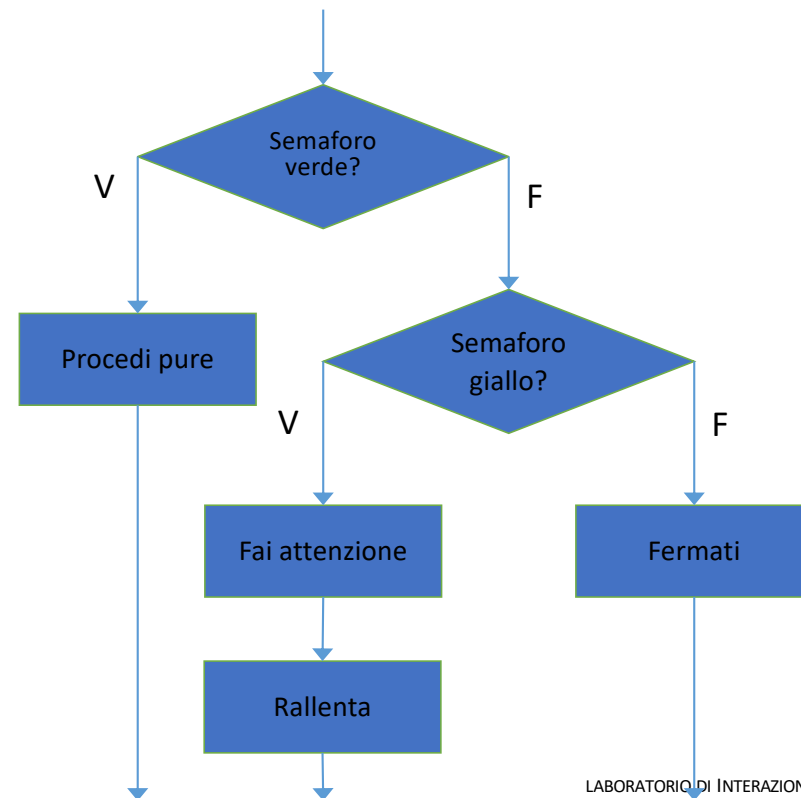 Semaforo
verde?
V
F
Procedi pure
Semaforo
giallo?
V
F
Fai attenzione
Fermati
Rallenta
LABORATORIO DI INTERAZION